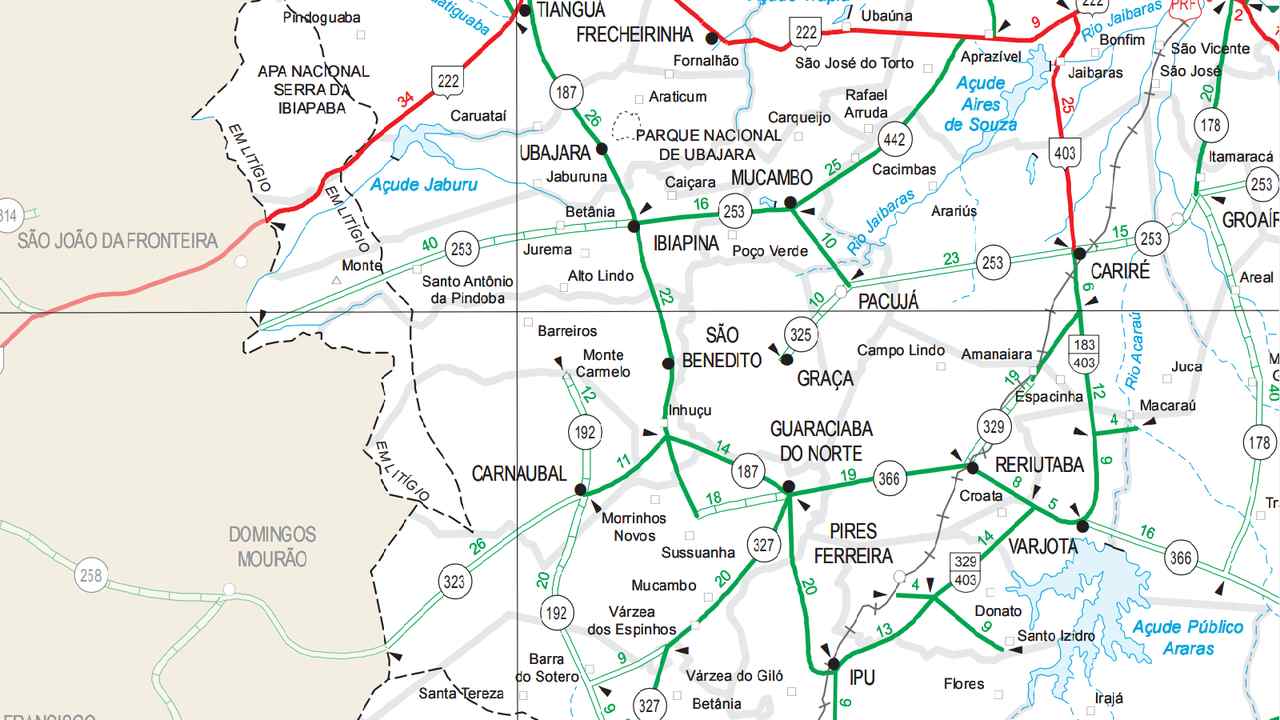 TIANGUÁ
Pindoguaba
FRECHEIRINHA
222
Ubaúna
9
222
PRF
2
Rio Jaibaras
Bonfim
São Vicente
APA NACIONAL
SERRA DA
IBIAPABA
222
34
Fornalhão
São José do Torto
Aprazível
Jaibaras
São José
187
26
Araticum
Rafael
Arruda
Açude
Aires
de Souza
25
20
Caruataí
Carqueijo
442
178
EM LITÍGIO
UBAJARA
PARQUE NACIONAL
DE UBAJARA
403
Itamaracá
Açude Jaburu
Jaburuna
Caiçara
MUCAMBO
25
Cacimbas
253
EM LITÍGIO
314
Betânia
16
253
Rio Jaibaras
Arariús
GROAÍR
SÃO JOÃO DA FRONTEIRA
40
253
Jurema
IBIAPINA
Poço Verde
10
15
253
Monte
Santo Antônio
da Pindoba
Alto Lindo
23
253
CARIRÉ
Areal
22
10
PACUJÁ
6
Barreiros
SÃO
BENEDITO
325
Rio Acaraú
Monte
Carmelo
GRAÇA
Campo Lindo
Amanaiara
183
403
Juca
12
19
12
40
Inhuçu
Espacinha
Macaraú
192
GUARACIABA
DO NORTE
329
4
178
EM LITÍGIO
CARNAUBAL
11
14
187
19
366
RERIUTABA
9
18
Croata
8
5
DOMINGOS
MOURÃO
Morrinhos
Novos
PIRES
FERREIRA
VARJOTA
16
366
26
Sussuanha
327
14
258
323
20
Mucambo
20
20
329
403
4
192
Várzea
dos Espinhos
Donato
13
9
Santo Izidro
Açude Público
Araras
Barra
do Sotero
9
Várzea do Giló
IPU
Santa Tereza
327
Betânia
Flores
Irajá
9
9